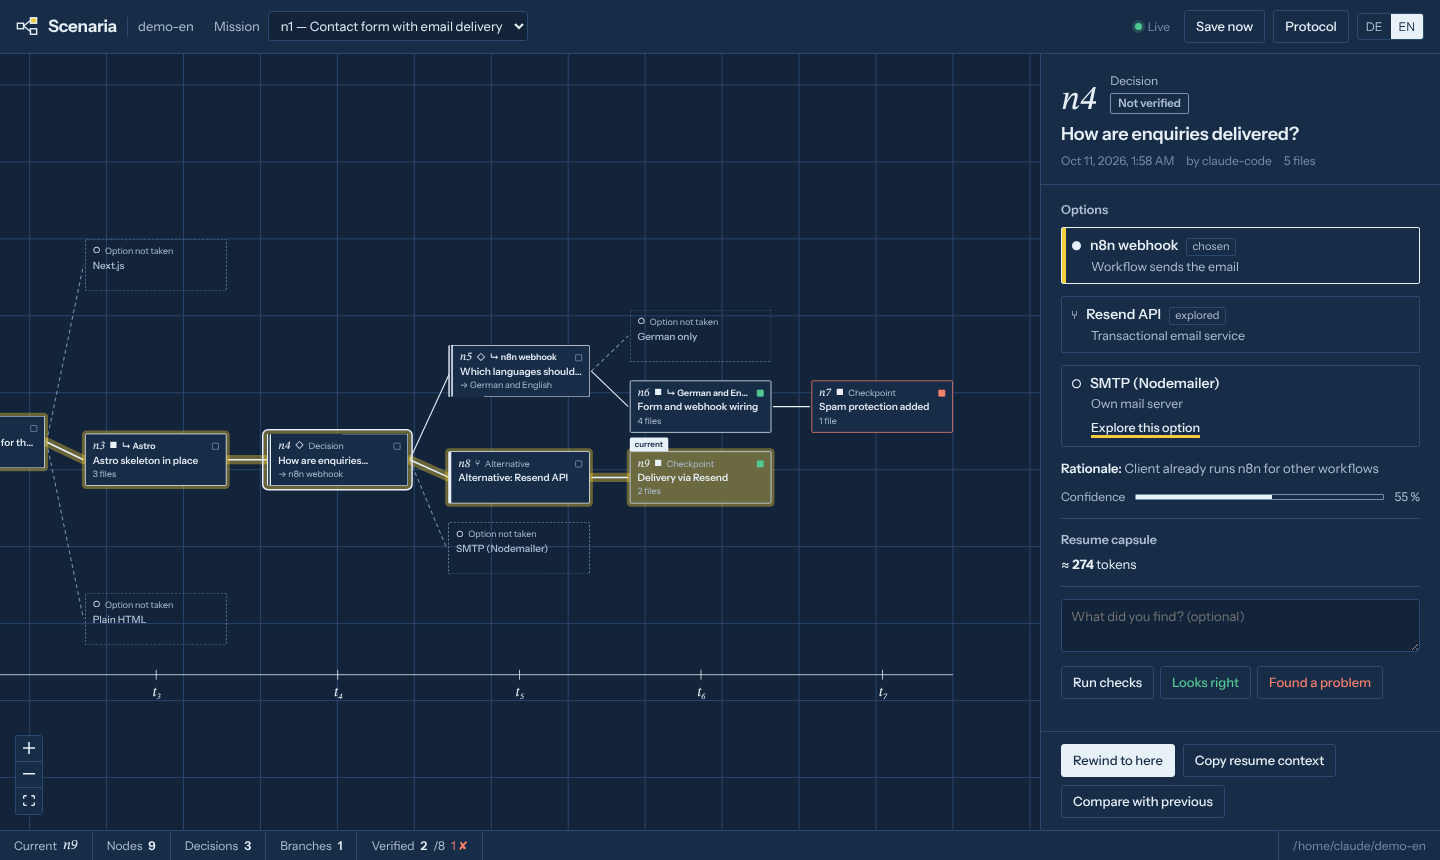 Scenaria
demo-en
Mission
n1 — Contact form with email delivery
Live
Save now
Protocol
DE
EN
Option not taken
Next.js
for th…
n3 ↪ Astro
Astro skeleton in place
3 files
n4 Decision
How are enquiries…
→ n8n webhook
n5 ↪ n8n webhook
Which languages should…
→ German and English
Option not taken
German only
n6 ↪ German and En…
Form and webhook wiring
4 files
n7 Checkpoint
Spam protection added
1 file
n8 Alternative
Alternative: Resend API
current
n9 Checkpoint
Delivery via Resend
2 files
Option not taken
SMTP (Nodemailer)
Option not taken
Plain HTML
t3
t4
t5
t6
t7
n4
Decision
Not verified
How are enquiries delivered?
Oct 11, 2026, 1:58 AM by claude-code 5 files
Options
n8n webhook chosen
Workflow sends the email
Resend API explored
Transactional email service
SMTP (Nodemailer)
Own mail server
Explore this option
Rationale: Client already runs n8n for other workflows
Confidence 55 %
Resume capsule
≈ 274 tokens
What did you find? (optional)
Run checks
Looks right
Found a problem
Rewind to here
Copy resume context
Compare with previous
Current n9
Nodes 9
Decisions 3
Branches 1
Verified 2 /8 1 ✘
/home/claude/demo-en